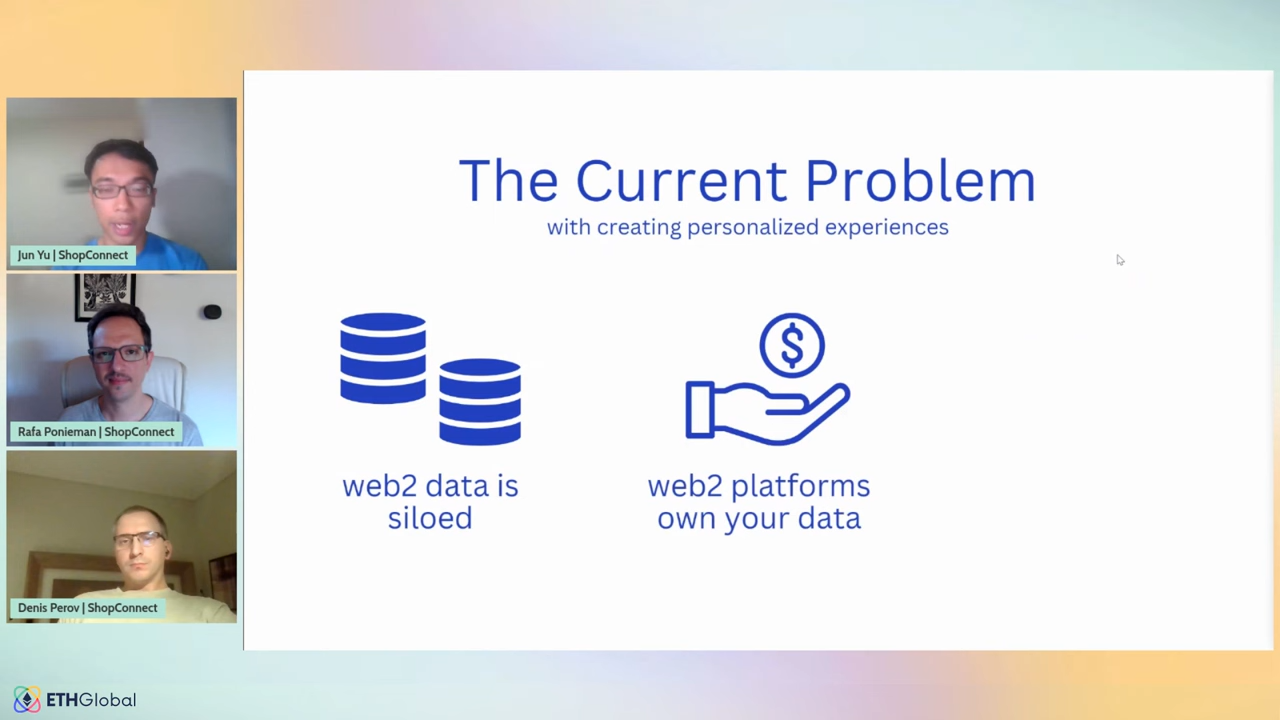 The Current Problem
with creating personalized experiences
$
web2 data is
siloed
web2 platforms
own your data
Jun Yu | ShopConnect
Rafa Ponieman | ShopConnect
Denis Perov | ShopConnect
ETHGlobal